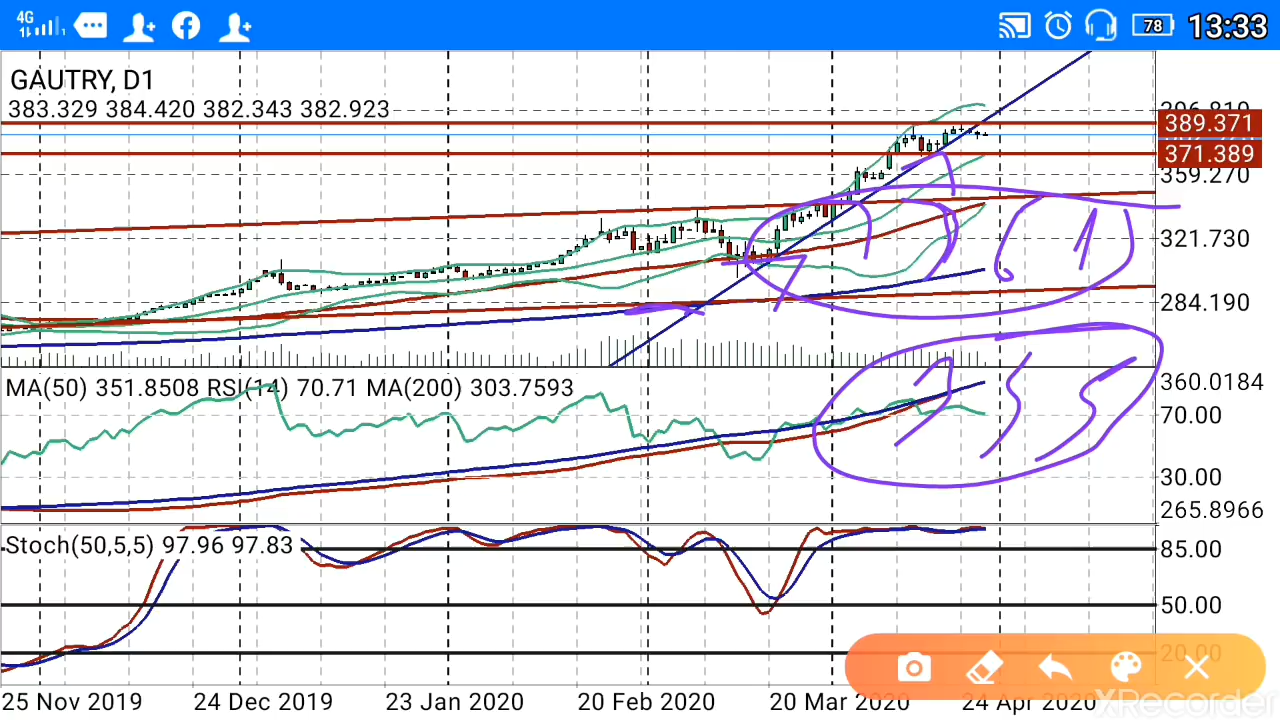 4G 78 13:33
GAUTRY, D1
383.329 384.420 382.343 382.923
389.371
371.389
359.270
321.730
284.190
MA(50) 351.8508 RSI(14) 70.71 MA(200) 303.7593
360.0184
70.00
30.00
265.8966
Stoch(50,5,5) 97.96 97.83
85.00
50.00
20.00
25 Nov 2019 24 Dec 2019 23 Jan 2020 20 Feb 2020 20 Mar 2020 24 Apr 2020
XRecorder